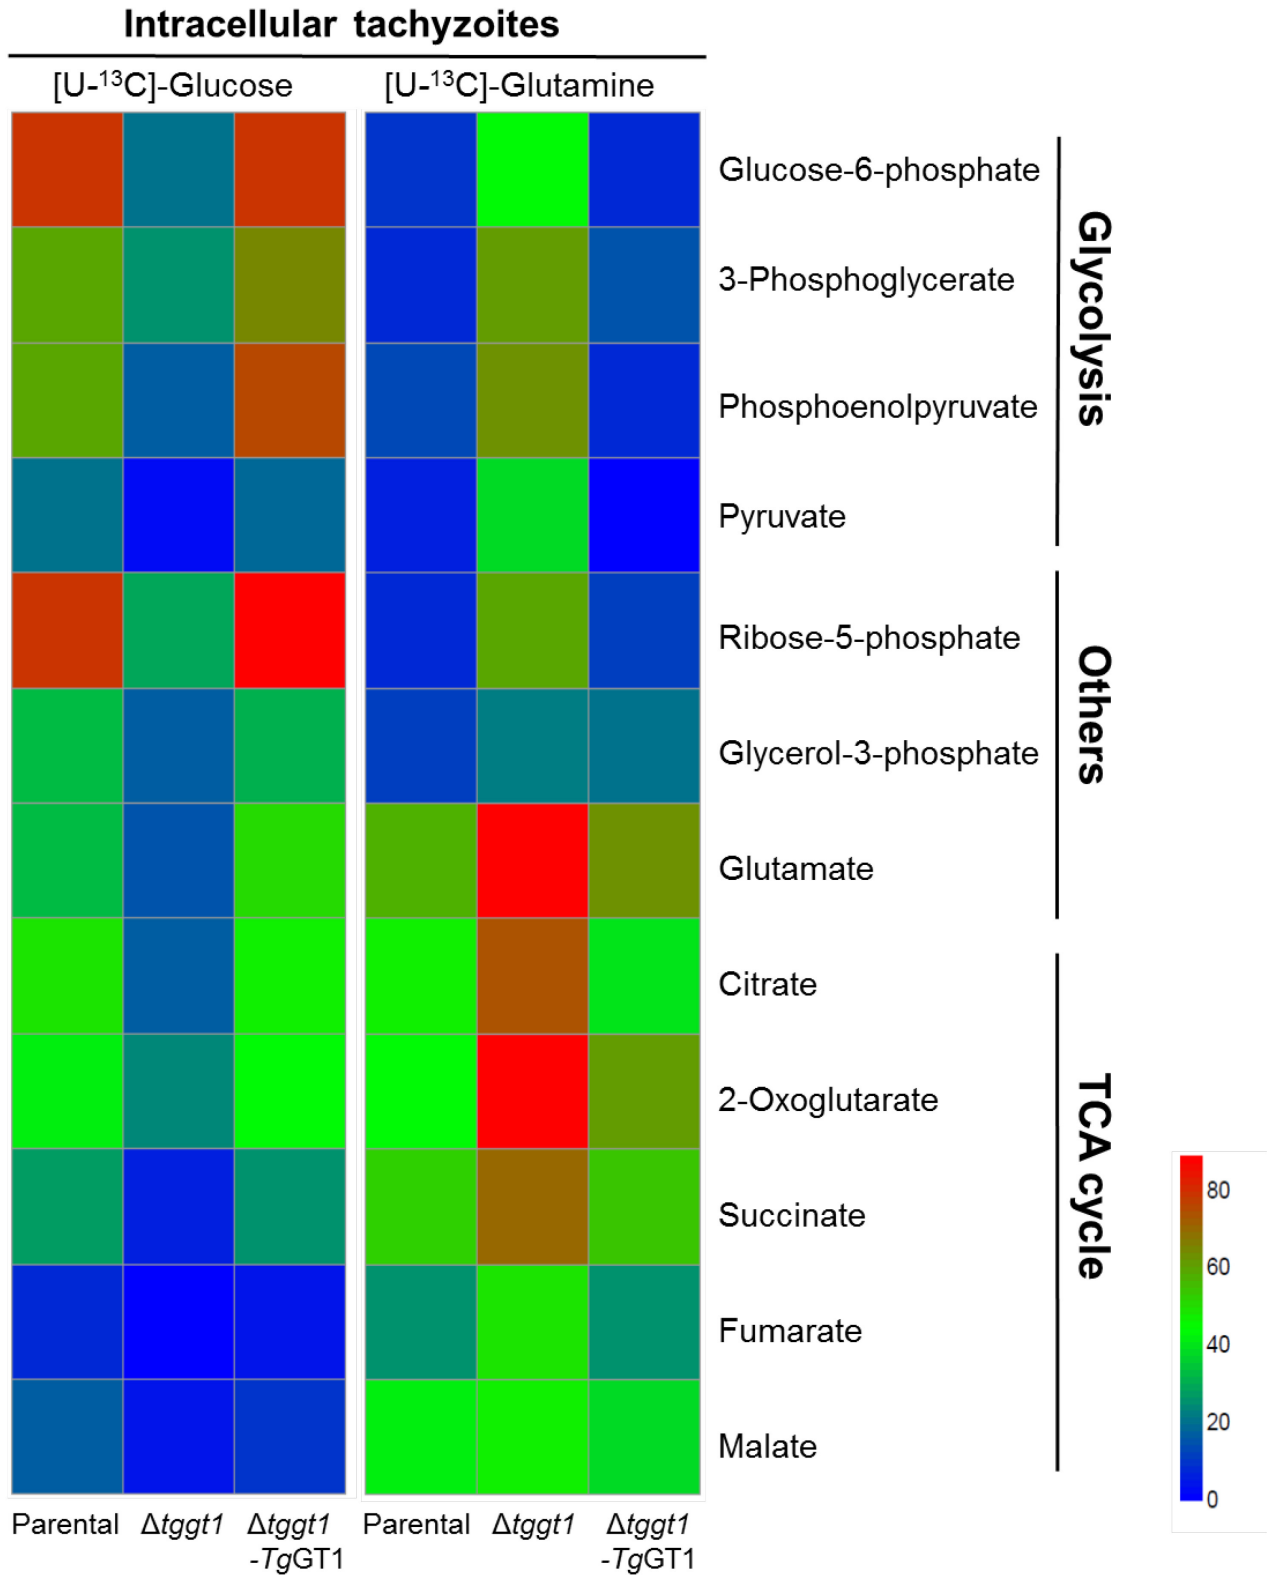 Intracellular tachyzoites
[U-¹³C]-Glucose
[U-¹³C]-Glutamine
Glucose-6-phosphate
3-Phosphoglycerate
Phosphoenolpyruvate
Pyruvate
Ribose-5-phosphate
Glycerol-3-phosphate
Glutamate
Citrate
2-Oxoglutarate
Succinate
Fumarate
Malate
Glycolysis
Others
TCA cycle
80
60
40
20
0
Parental
Δtggt1
Δtggt1
-TgGT1
Parental
Δtggt1
Δtggt1
-TgGT1